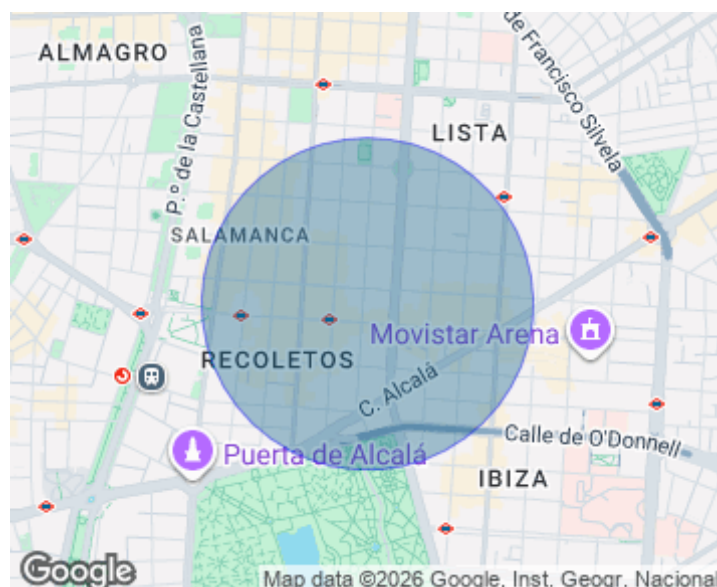 ALMAGRO
de Francisco Silvela
LISTA
P.º de la Castellana
SALAMANCA
Movistar Arena
RECOLETOS
C. Alcalá
Calle de O'Donnell
Puerta de Alcalá
IBIZA
Google
Map data ©2026 Google, Inst. Geogr. Nacional